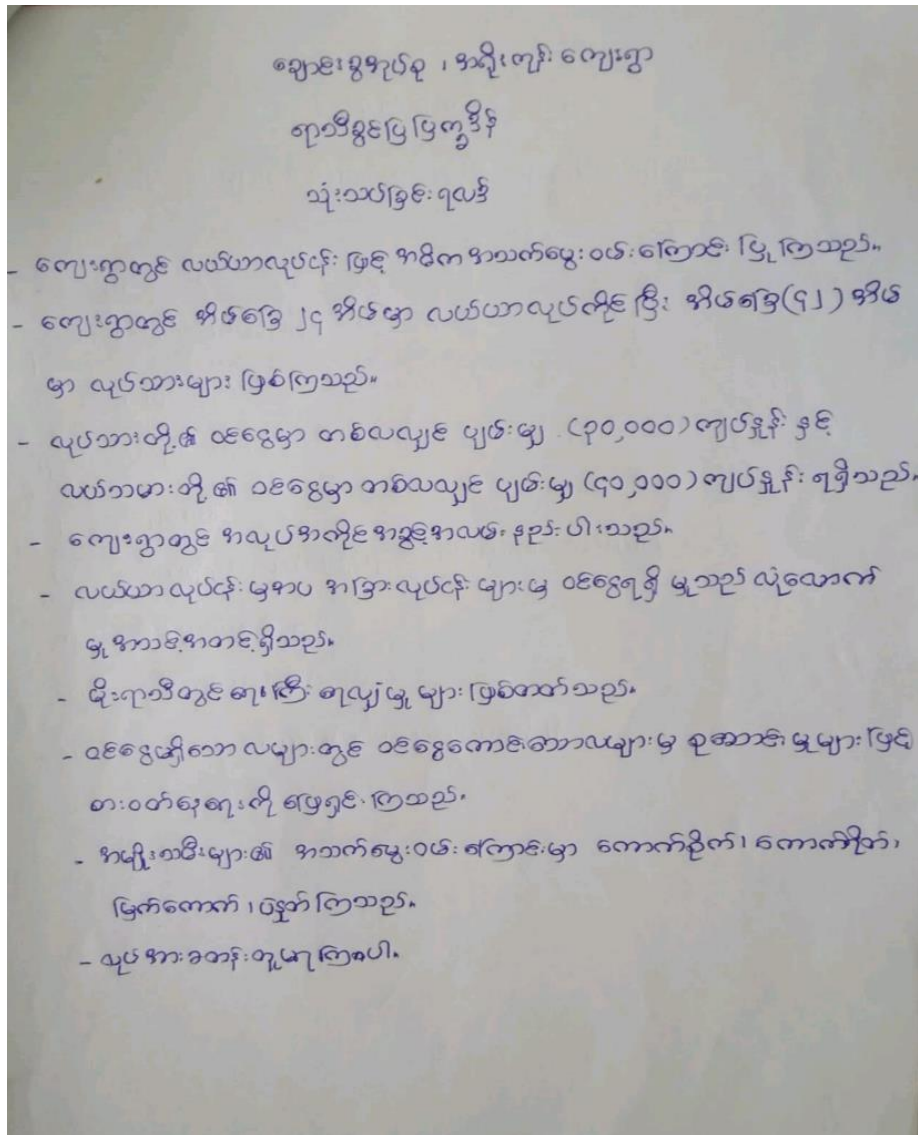 ချောင်းခွအုပ်စု ၊ အရိုးကုန်း ကျေးရွာ
ရာသီခွင်ပြ ပြက္ခဒိန်
သုံးသပ်ခြင်း ရလဒ်
- ကျေးရွာတွင် လယ်ယာလုပ်ငန်း ဖြင့် အဓိက အသက်မွေး ဝမ်းကြောင်း ပြုကြသည်။
- ကျေးရွာတွင် အိမ်ခြေ ၂၄ အိမ်မှာ လယ်ယာလုပ်ကိုင်ပြီး အိမ်ခြေ(၄၂) အိမ်
မှာ လုပ်သားများ ဖြစ်ကြသည်။
- လုပ်သားတို့၏ ဝင်ငွေမှာ တစ်လလျှင် ပျမ်းမျှ (၃၀,၀၀၀) ကျပ်နှုန်း နှင့်
လယ်သမားတို့၏ ဝင်ငွေမှာ တစ်လလျှင် ပျမ်းမျှ (၄၀,၀၀၀) ကျပ်နှုန်း ရရှိသည်။
- ကျေးရွာတွင် အလုပ်အကိုင်အခွင့်အလမ်း နည်းပါးသည်။
- လယ်ယာလုပ်ငန်းမှအပ အခြားလုပ်ငန်းများမှ ဝင်ငွေရရှိမှုသည် လုံလောက်
မှု အသင့်အတင့်ရှိသည်။
- မိုးရာသီတွင် ရေကြီး ရေလျှံမှုများ ဖြစ်တတ်သည်။
- ဝင်ငွေမရှိသော လများတွင် ဝင်ငွေကောင်းသောလများမှ စုဆောင်းမှုများဖြင့်
စားဝတ်နေရေးကို ဖြေရှင်းကြသည်။
- အမျိုးသမီးများ၏ အသက်မွေးဝမ်းကြောင်းမှာ ကောက်စိုက်၊ ကောက်ရိတ်၊
မြက်ကောက်၊ ပဲနှုတ်ကြသည်။
- လုပ်အားခတန်းတူ မရကြပါ။